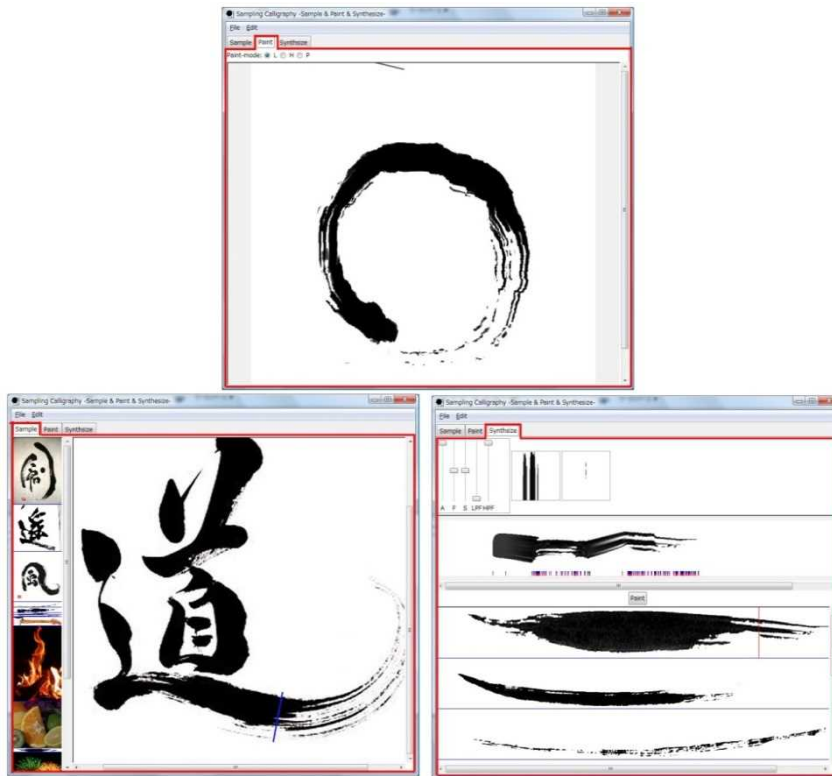 Sampling Calligraphy -Sample & Paint & Synthesize-
File Edit
Sample Paint Synthesize
Paint-mode: L H P
Sampling Calligraphy -Sample & Paint & Synthesize-
File Edit
Sample Paint Synthesize
道
風
Sampling Calligraphy -Sample & Paint & Synthesize-
File Edit
Sample Paint Synthesize
A F S LPF HPF
Paint